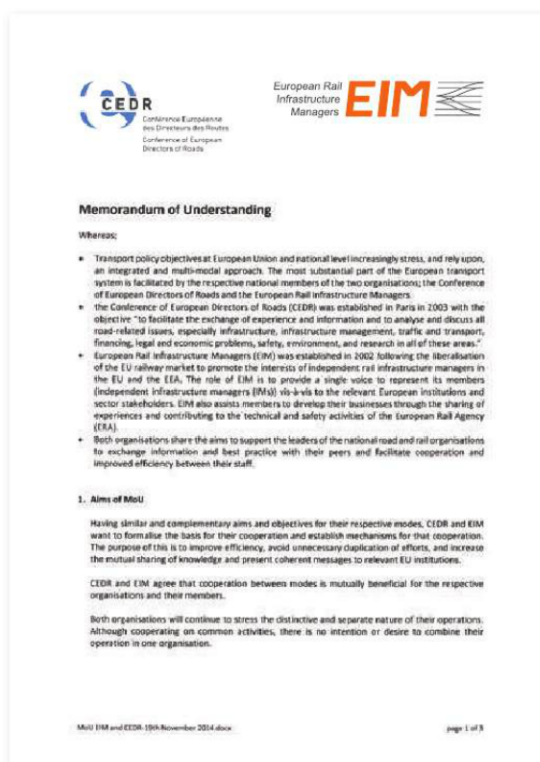 CEDR
Conférence Européenne
des Directeurs des Routes
Conference of European
Directors of Roads
European Rail
Infrastructure
Managers
EIM
Memorandum of Understanding
Whereas;
• Transport policy objectives at European Union and national level increasingly stress, and rely upon,
an integrated and multi-modal approach. The most substantial part of the European transport
system is facilitated by the respective national members of the two organisations; the Conference
of European Directors of Roads and the European Rail Infrastructure Managers.
• the Conference of European Directors of Roads (CEDR) was established in Paris in 2003 with the
objective "to facilitate the exchange of experience and information and to analyse and discuss all
road-related issues, especially infrastructure, infrastructure management, traffic and transport,
financing, legal and economic problems, safety, environment, and research in all of these areas."
• European Rail Infrastructure Managers (EIM) was established in 2002 following the liberalisation
of the EU railway market to promote the interests of independent rail infrastructure managers in
the EU and the EEA. The role of EIM is to provide a single voice to represent its members
(independent infrastructure managers (IMs)) vis-à-vis to the relevant European institutions and
sector stakeholders. EIM also assists members to develop their businesses through the sharing of
experiences and contributing to the technical and safety activities of the European Rail Agency
(ERA).
• Both organisations share the aims to support the leaders of the national road and rail organisations
to exchange information and best practice with their peers and facilitate cooperation and
improved efficiency between their staff.
1. Aims of MoU
Having similar and complementary aims and objectives for their respective modes, CEDR and EIM
want to formalise the basis for their cooperation and establish mechanisms for that cooperation.
The purpose of this is to improve efficiency, avoid unnecessary duplication of efforts, and increase
the mutual sharing of knowledge and present coherent messages to relevant EU institutions.
CEDR and EIM agree that cooperation between modes is mutually beneficial for the respective
organisations and their members.
Both organisations will continue to stress the distinctive and separate nature of their operations.
Although cooperating on common activities, there is no intention or desire to combine their
operation in one organisation.
MoU EIM and CEDR-19th November 2014.docx
page 1 of 3